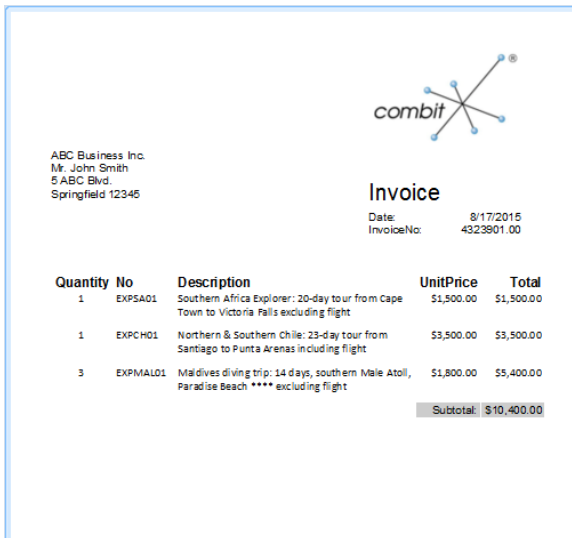 combit®
ABC Business Inc.
Mr. John Smith
5 ABC Blvd.
Springfield 12345
Invoice
Date: 8/17/2015
InvoiceNo: 4323901.00
Quantity No Description UnitPrice Total
1 EXPSA01 Southern Africa Explorer: 20-day tour from Cape $1,500.00 $1,500.00
Town to Victoria Falls excluding flight
1 EXPCH01 Northern & Southern Chile: 23-day tour from $3,500.00 $3,500.00
Santiago to Punta Arenas including flight
3 EXPMAL01 Maldives diving trip: 14 days, southern Male Atoll, $1,800.00 $5,400.00
Paradise Beach **** excluding flight
Subtotal: $10,400.00